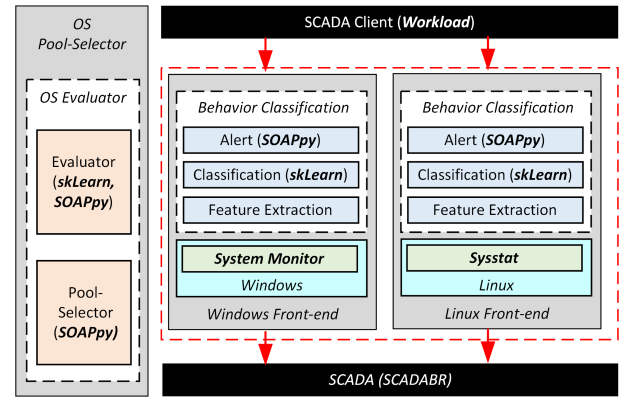 OS
Pool-Selector
OS Evaluator
Evaluator
(skLearn,
SOAPpy)
Pool-
Selector
(SOAPpy)
SCADA Client (Workload)
Behavior Classification
Alert (SOAPpy)
Classification (skLearn)
Feature Extraction
System Monitor
Windows
Windows Front-end
Behavior Classification
Alert (SOAPpy)
Classification (skLearn)
Feature Extraction
Sysstat
Linux
Linux Front-end
SCADA (SCADABR)